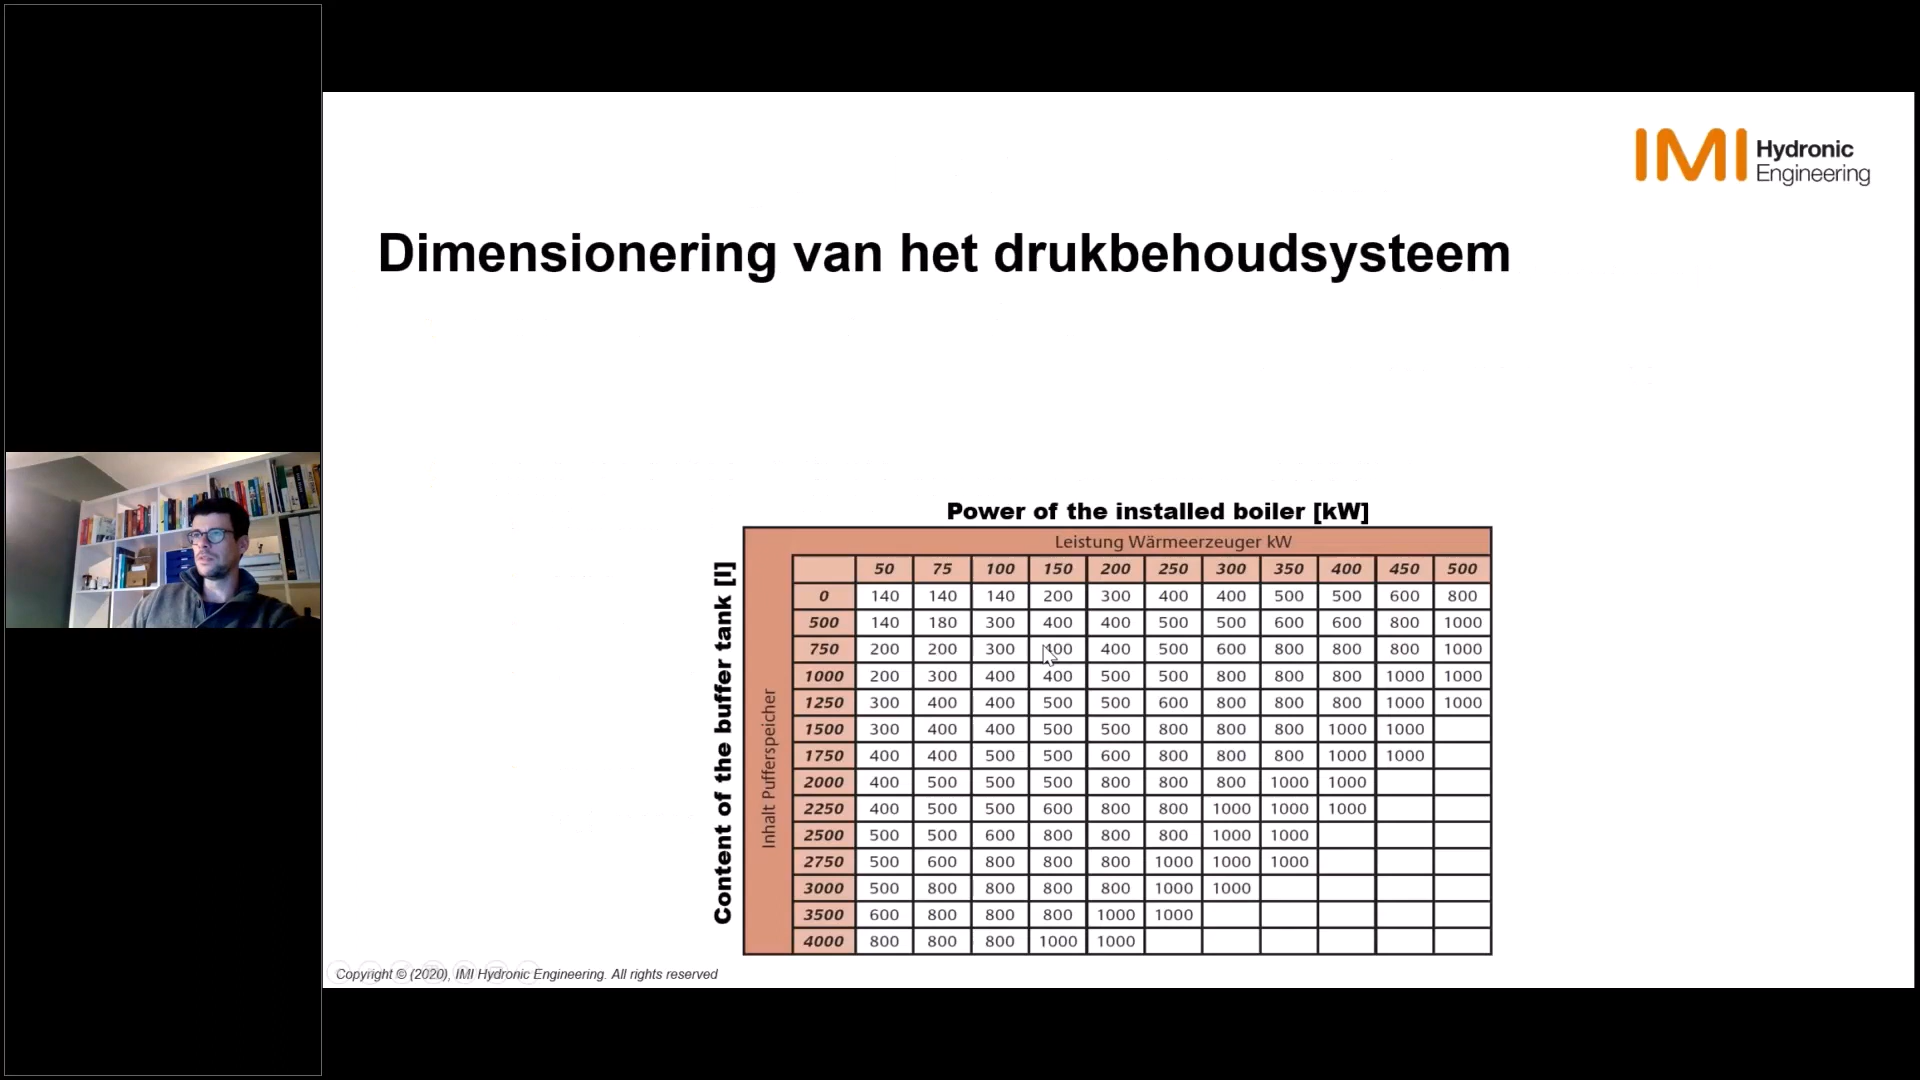 IMI Hydronic
Engineering
Dimensionering van het drukbehoudsysteem
Power of the installed boiler [kW]
Leistung Wärmeerzeuger kW
Content of the buffer tank [l]
Inhalt Pufferspeicher
50 75 100 150 200 250 300 350 400 450 500
0 140 140 140 200 300 400 400 500 500 600 800
500 140 180 300 400 400 500 500 600 600 800 1000
750 200 200 300 400 400 500 600 800 800 800 1000
1000 200 300 400 400 500 500 800 800 800 1000 1000
1250 300 400 400 500 500 600 800 800 800 1000 1000
1500 300 400 400 500 500 800 800 800 1000 1000
1750 400 400 500 500 600 800 800 800 1000 1000
2000 400 500 500 500 800 800 800 1000 1000
2250 400 500 500 600 800 800 1000 1000 1000
2500 500 500 600 800 800 800 1000 1000
2750 500 600 800 800 800 1000 1000 1000
3000 500 800 800 800 800 1000 1000
3500 600 800 800 800 1000 1000
4000 800 800 800 1000 1000
Copyright © (2020), IMI Hydronic Engineering. All rights reserved